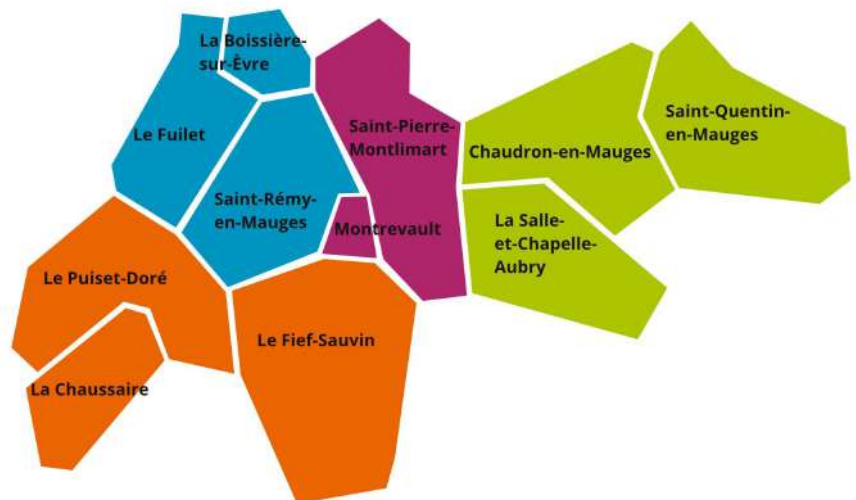 La Boissière-
sur-Èvre
Le Fuilet
Saint-Pierre-
Montlimart
Saint-Quentin-
en-Mauges
Chaudron-en-Mauges
Saint-Rémy-
en-Mauges
Montrevault
La Salle-
et-Chapelle-
Aubry
Le Puiset-Doré
Le Fief-Sauvin
La Chaussaire